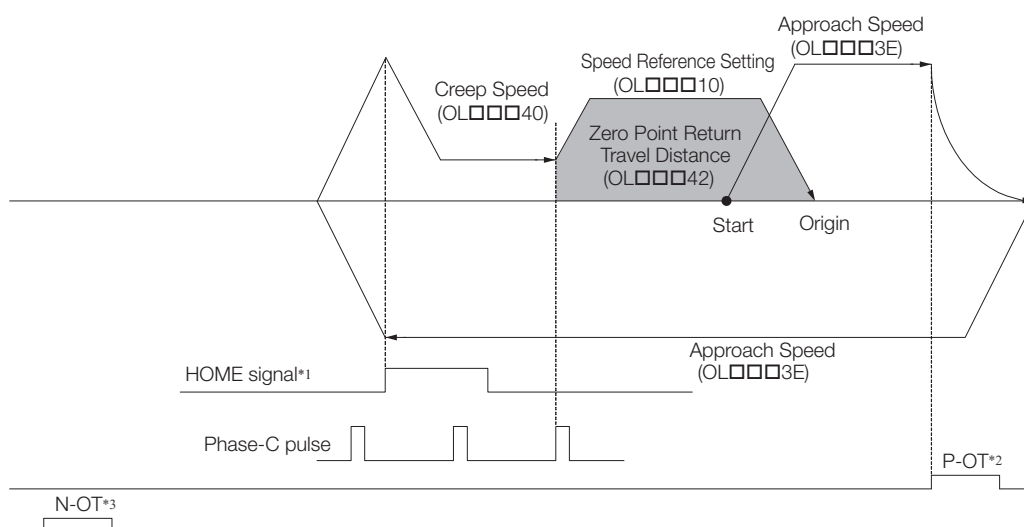 Approach Speed
(OL□□□3E)
Speed Reference Setting
(OL□□□10)
Creep Speed
(OL□□□40)
Zero Point Return
Travel Distance
(OL□□□42)
Start
Origin
Approach Speed
(OL□□□3E)
HOME signal*1
Phase-C pulse
P-OT*2
N-OT*3